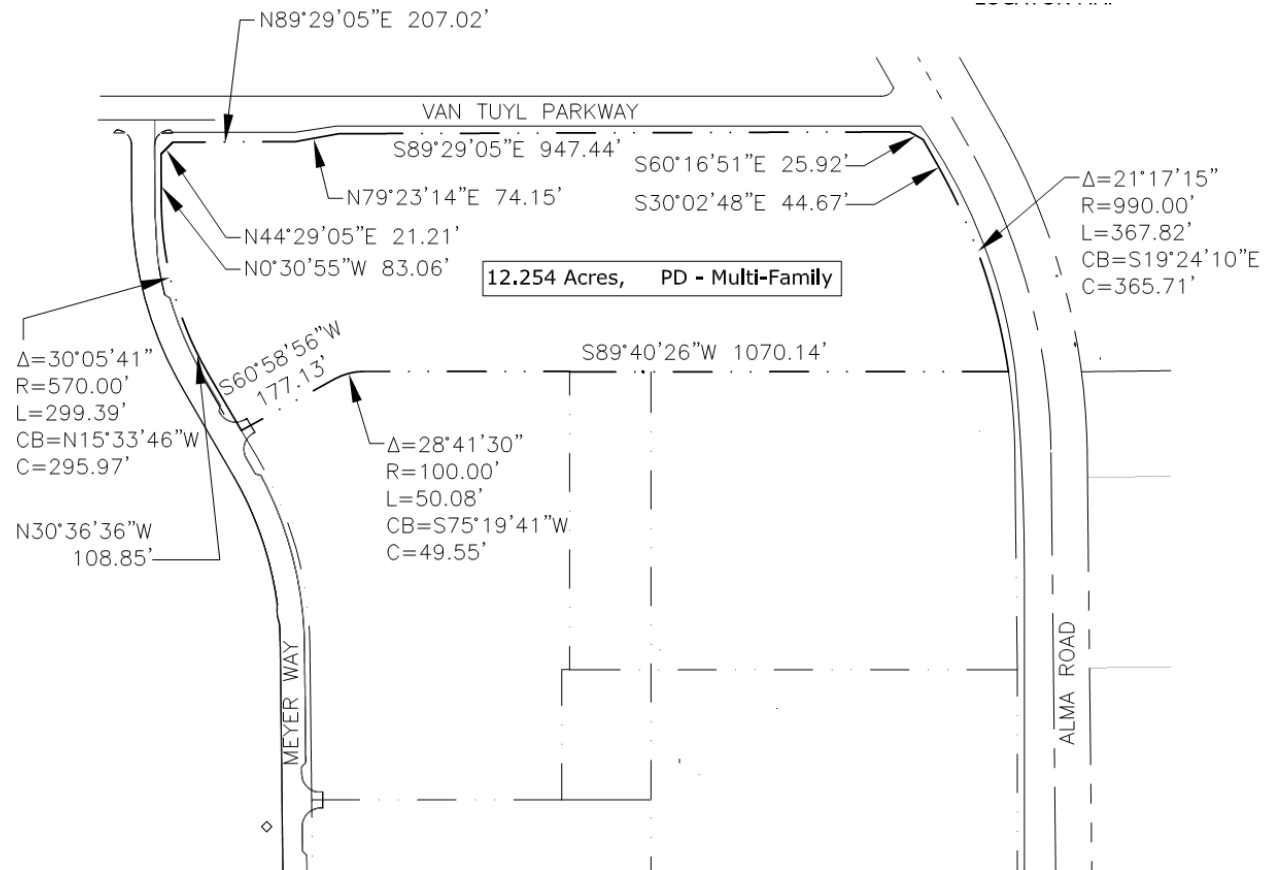 N89°29'05"E 207.02'
VAN TUYL PARKWAY
S89°29'05"E 947.44'
S60°16'51"E 25.92'
N79°23'14"E 74.15'
S30°02'48"E 44.67'
Δ=21°17'15"
R=990.00'
L=367.82'
CB=S19°24'10"E
C=365.71'
N44°29'05"E 21.21'
N0°30'55"W 83.06'
12.254 Acres, PD - Multi-Family
S60°58'56"W
177.13'
S89°40'26"W 1070.14'
Δ=30°05'41"
R=570.00'
L=299.39'
CB=N15°33'46"W
C=295.97'
Δ=28°41'30"
R=100.00'
L=50.08'
CB=S75°19'41"W
C=49.55'
N30°36'36"W
108.85'
MEYER WAY
ALMA ROAD